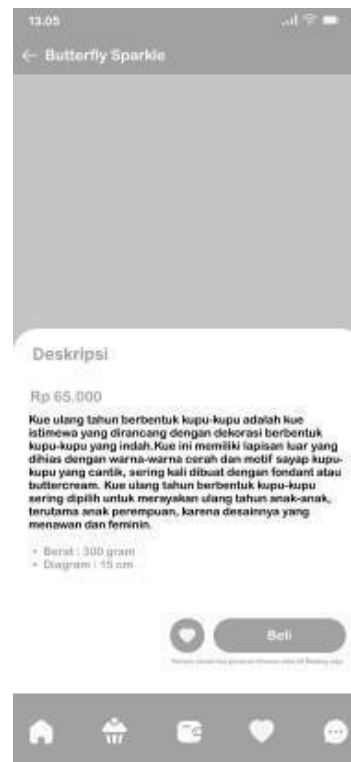 13.05
← Butterfly Sparkle
Deskripsi
Rp 65.000
Kue ulang tahun berbentuk kupu-kupu adalah kue
istimewa yang dirancang dengan dekorasi berbentuk
kupu-kupu yang indah.Kue ini memiliki lapisan luar yang
dihias dengan warna-warna cerah dan motif sayap kupu-
kupu yang cantik, sering kali dibuat dengan fondant atau
buttercream. Kue ulang tahun berbentuk kupu-kupu
sering dipilih untuk merayakan ulang tahun anak-anak,
terutama anak perempuan, karena desainnya yang
menawan dan feminin.
• Berat : 300 gram
• Diagram : 15 cm
Beli